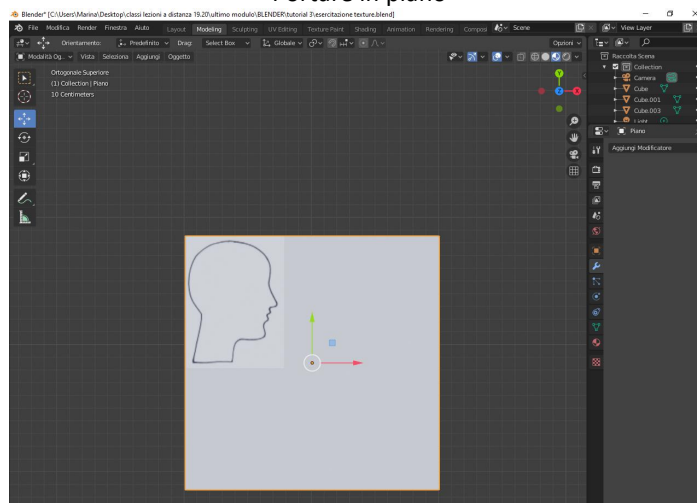 Portare in piano
Blender* [C:\Users\Marina\Desktop\classi lezioni a distanza 19.20\ultimo modulo\BLENDER\tutorial 3\esercitazione texture.blend]
File Modifica Render Finestra Aiuto Layout Modeling Sculpting UV Editing Texture Paint Shading Animation Rendering Composi Scene View Layer
Orientamento: Predefinito Drag: Select Box Globale Opzioni
Modalità Og.. Vista Seleziona Aggiungi Oggetto
Ortogonale Superiore
(1) Collection | Piano
10 Centimeters
Y
Z
X
Raccolta Scena
Collection
Camera
Cube
Cube.001
Cube.003
Light
Piano
Aggiungi Modificatore